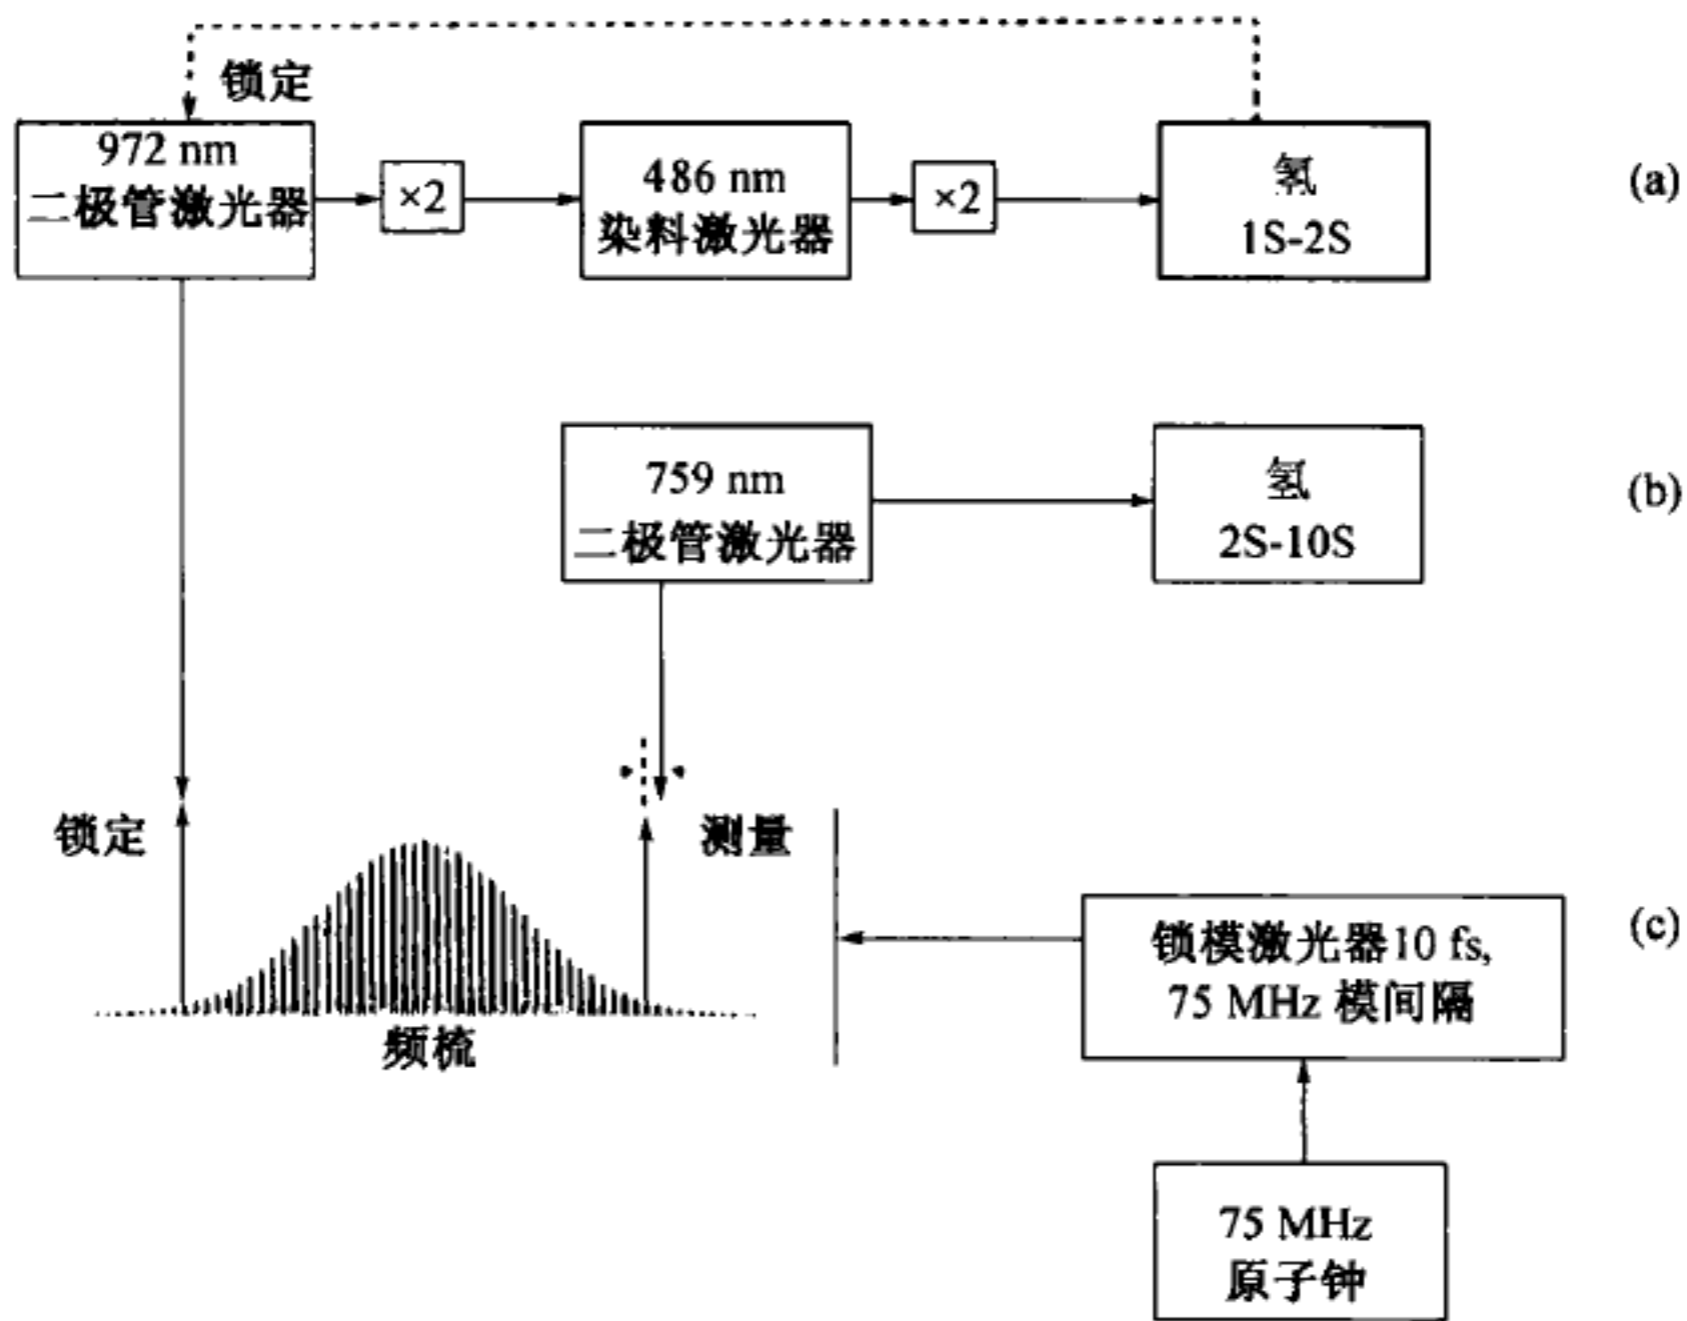 锁定
972 nm
二极管激光器
×2
486 nm
染料激光器
×2
氢
1S-2S
(a)
759 nm
二极管激光器
氢
2S-10S
(b)
锁定
测量
频梳
锁模激光器10 fs,
75 MHz 模间隔
(c)
75 MHz
原子钟